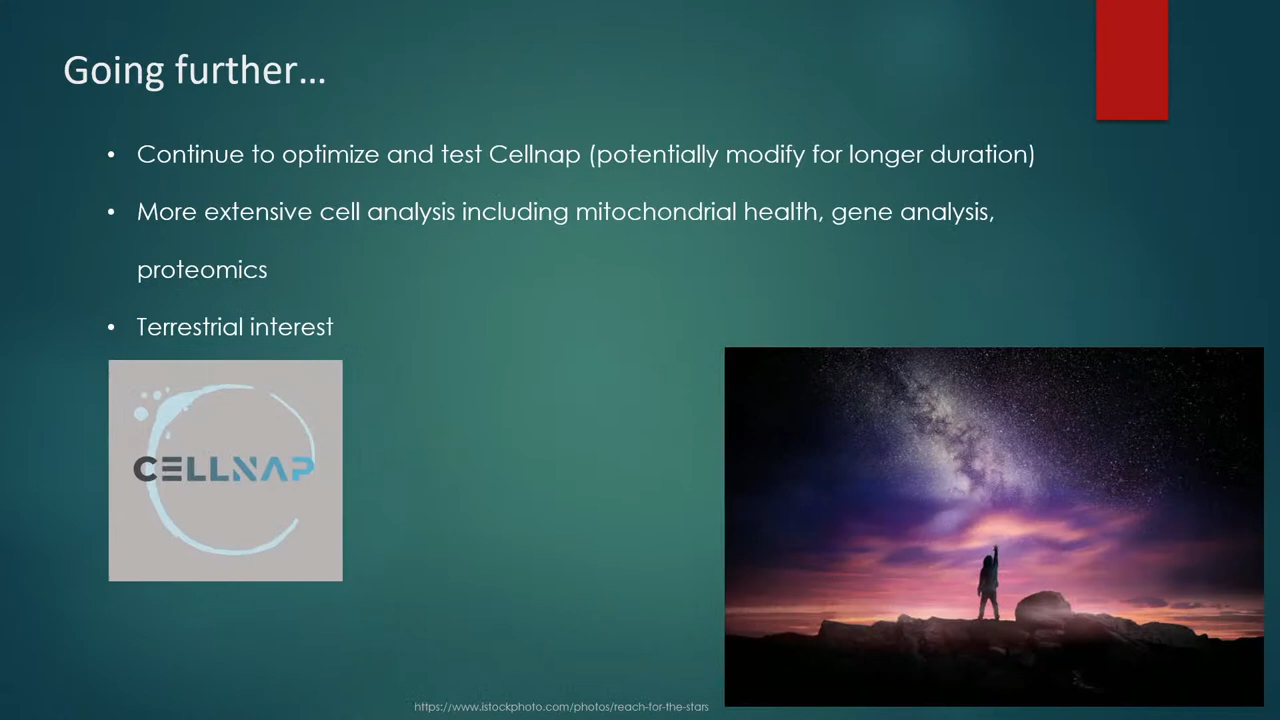 Going further…
• Continue to optimize and test Cellnap (potentially modify for longer duration)
• More extensive cell analysis including mitochondrial health, gene analysis,
proteomics
• Terrestrial interest
CELLNAP
https://www.istockphoto.com/photos/reach-for-the-stars